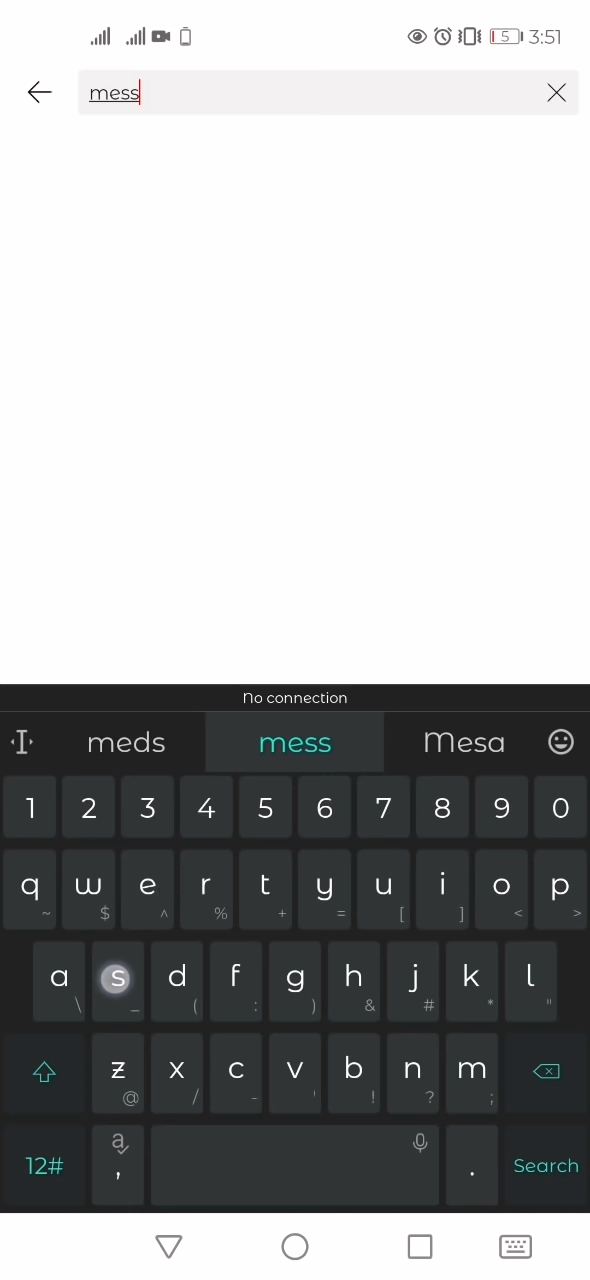 5 3:51
mess
No connection
meds mess Mesa
1 2 3 4 5 6 7 8 9 0
q w e r t y u i o p
~ $ ^ % + = [ ] < >
a s d f g h j k l
\ _ ( : ) & # * "
z x c v b n m
@ / - ' ! ? ;
12# a , . Search